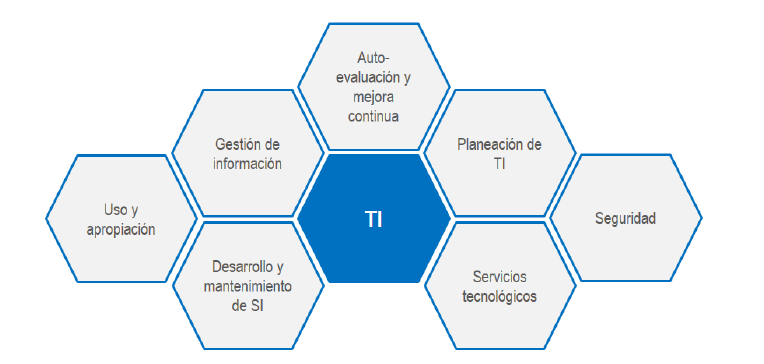 Auto-
evaluación y
mejora
continua
Gestión de
información
Planeación de
TI
Uso y
apropiación
TI
Seguridad
Desarrollo y
mantenimiento
de SI
Servicios
tecnológicos